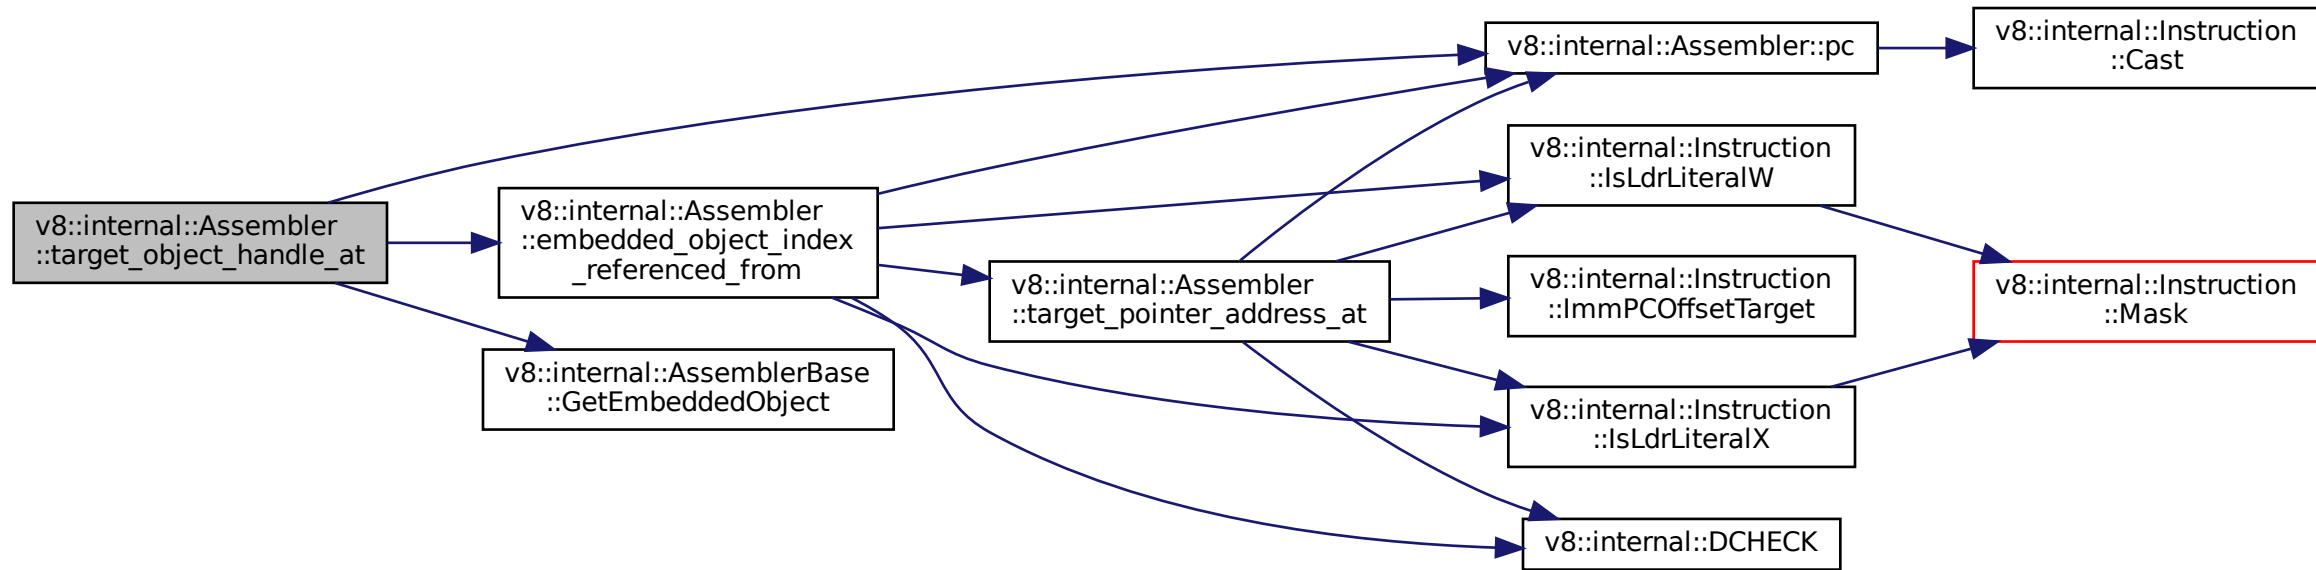 v8::internal::Assembler
::target_object_handle_at
v8::internal::Assembler
::embedded_object_index
_referenced_from
v8::internal::AssemblerBase
::GetEmbeddedObject
v8::internal::Assembler
::target_pointer_address_at
v8::internal::Assembler::pc
v8::internal::Instruction
::IsLdrLiteralW
v8::internal::Instruction
::ImmPCOffsetTarget
v8::internal::Instruction
::IsLdrLiteralX
v8::internal::DCHECK
v8::internal::Instruction
::Cast
v8::internal::Instruction
::Mask